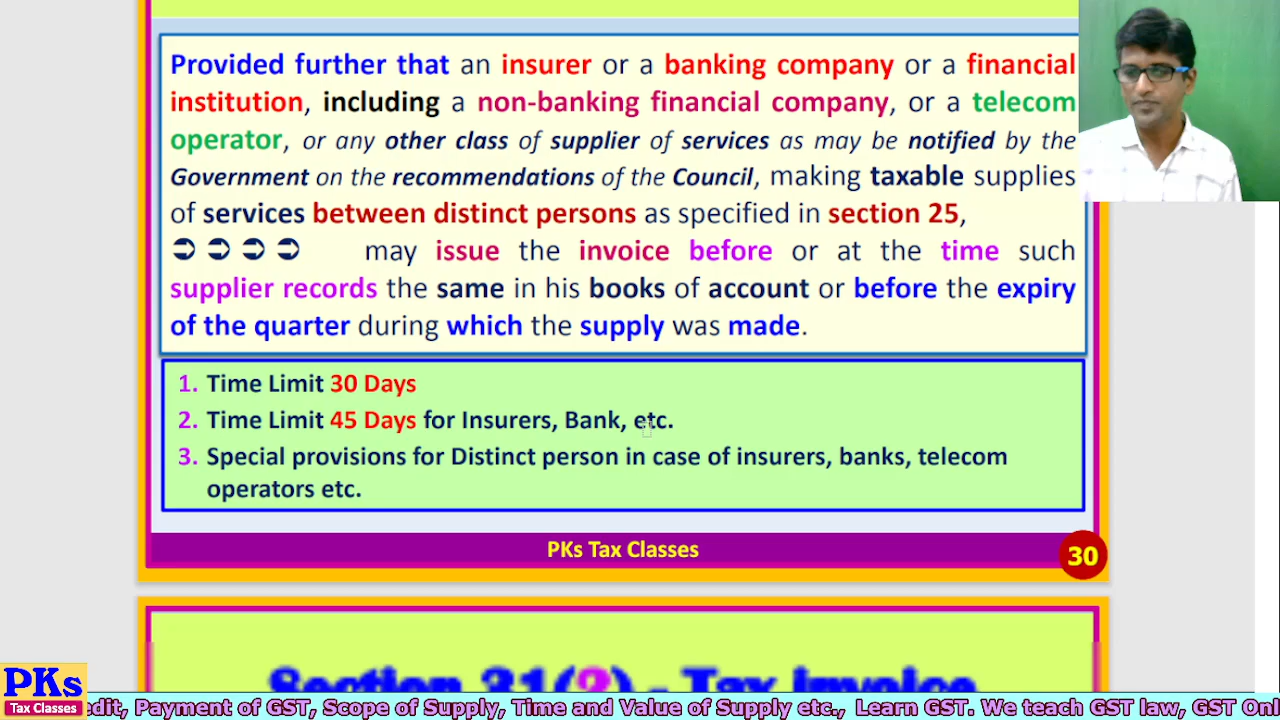 Provided further that an insurer or a banking company or a financial
institution, including a non-banking financial company, or a telecom
operator, or any other class of supplier of services as may be notified by the
Government on the recommendations of the Council, making taxable supplies
of services between distinct persons as specified in section 25,
➲ ➲ ➲ ➲ may issue the invoice before or at the time such
supplier records the same in his books of account or before the expiry
of the quarter during which the supply was made.
1. Time Limit 30 Days
2. Time Limit 45 Days for Insurers, Bank, etc.
3. Special provisions for Distinct person in case of insurers, banks, telecom
operators etc.
PKs Tax Classes
30
Section 31(2) - Tax invoice
PKs
Tax Classes
edit, Payment of GST, Scope of Supply, Time and Value of Supply etc., Learn GST. We teach GST law, GST Onl